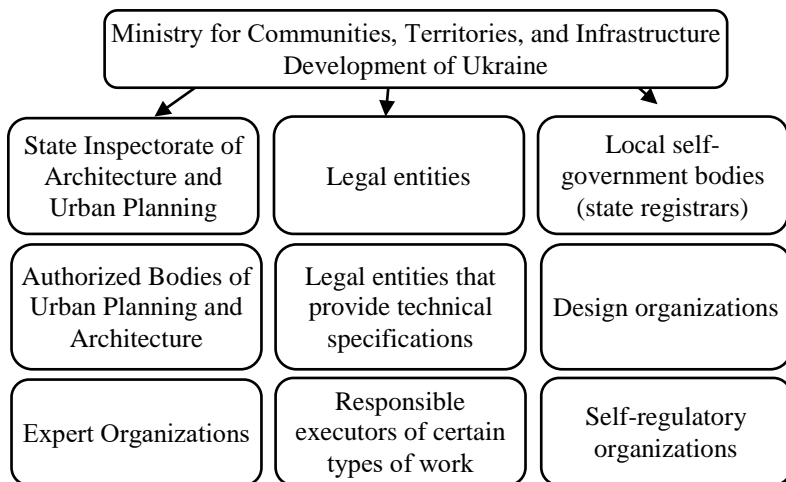 Ministry for Communities, Territories, and Infrastructure
Development of Ukraine
State Inspectorate of
Architecture and
Urban Planning
Legal entities
Local self-
government bodies
(state registrars)
Authorized Bodies of
Urban Planning and
Architecture
Legal entities that
provide technical
specifications
Design organizations
Expert Organizations
Responsible
executors of certain
types of work
Self-regulatory
organizations